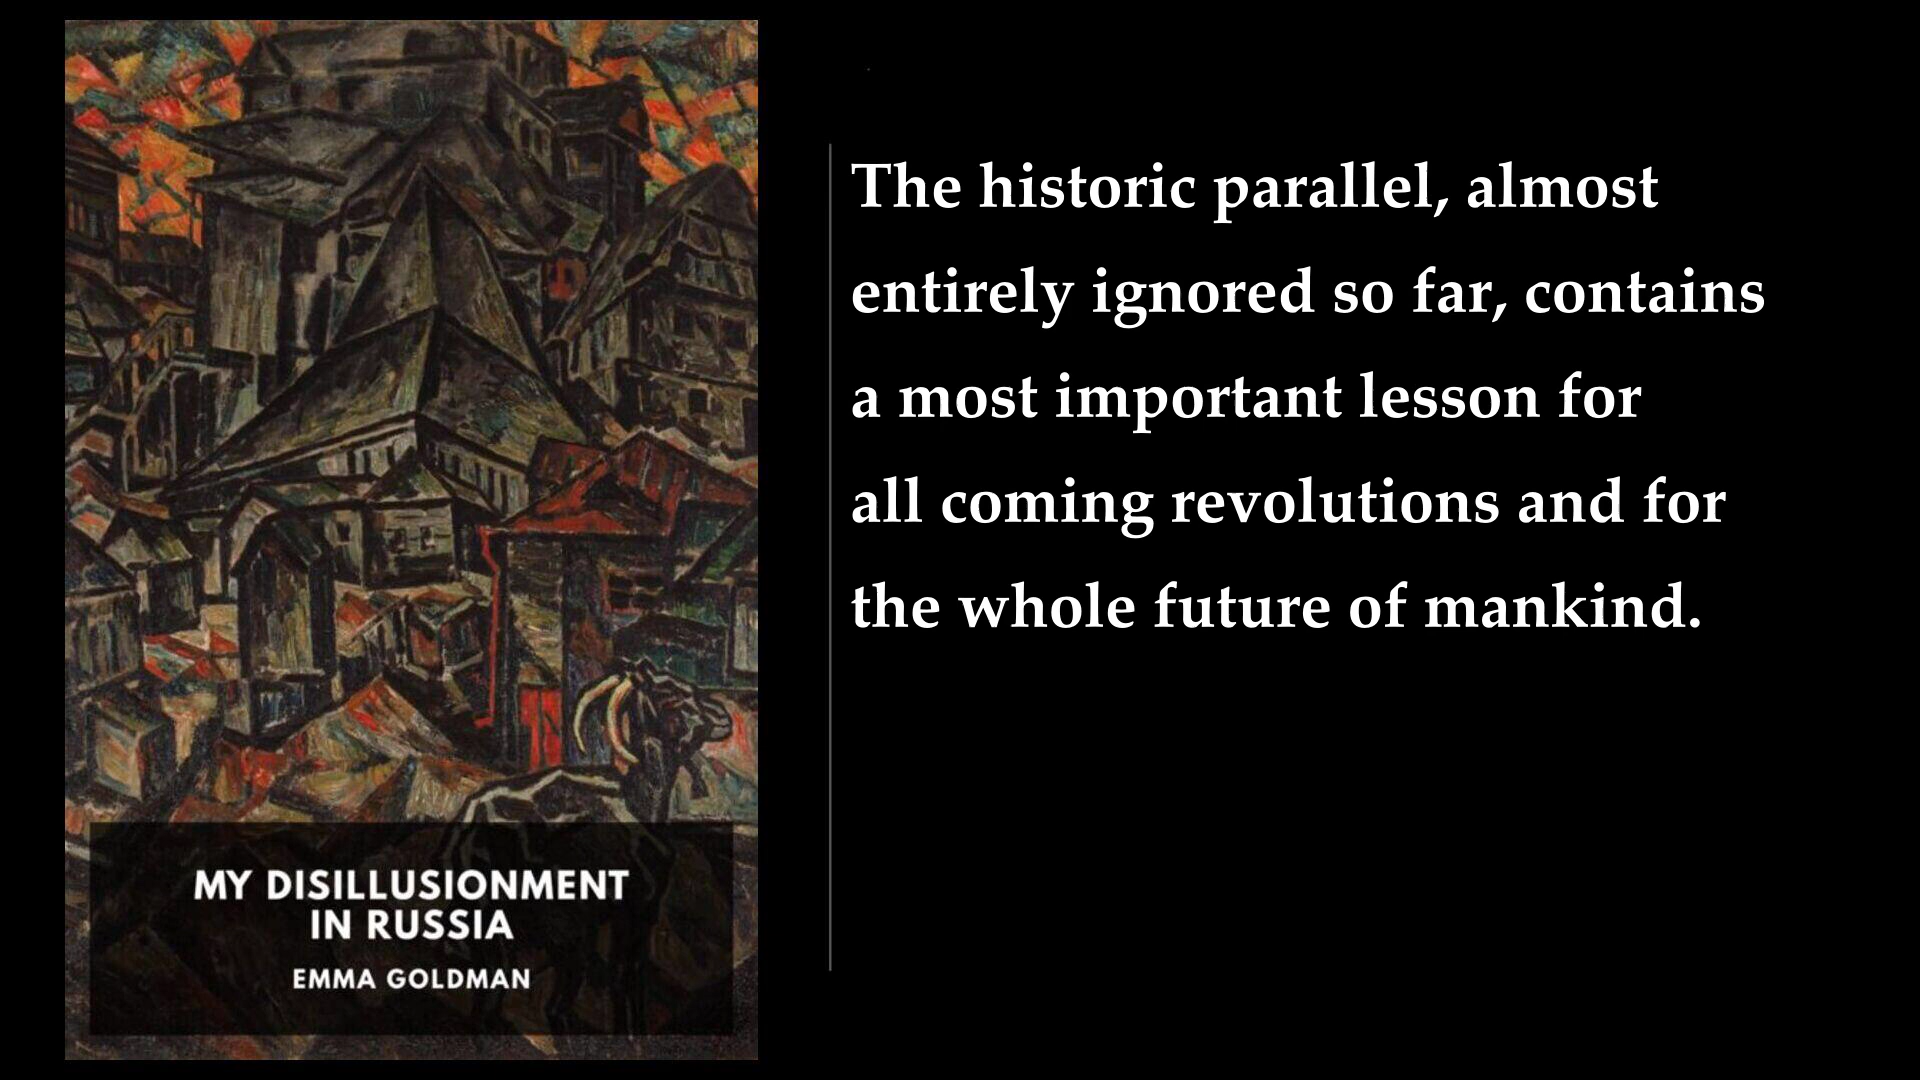 The historic parallel, almost
entirely ignored so far, contains
a most important lesson for
all coming revolutions and for
the whole future of mankind.
MY DISILLUSIONMENT
IN RUSSIA
EMMA GOLDMAN